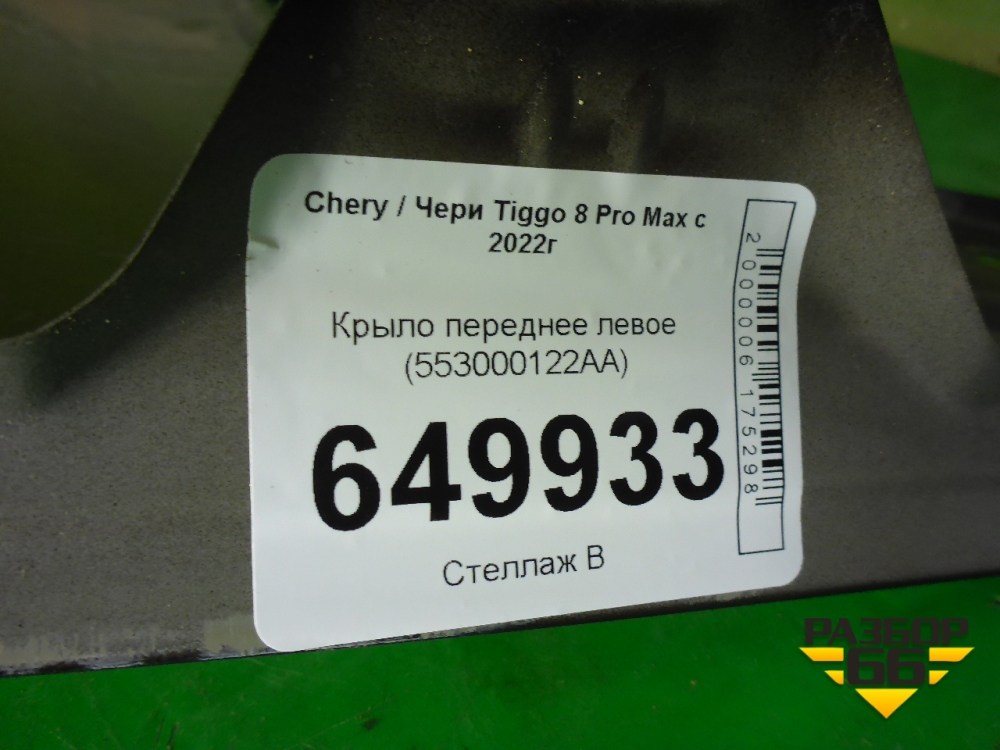 Chery / Чери Tiggo 8 Pro Max с
2022г
Крыло переднее левое
(553000122AA)
649933
Стеллаж В
2000006175298
РАЗБОР
66